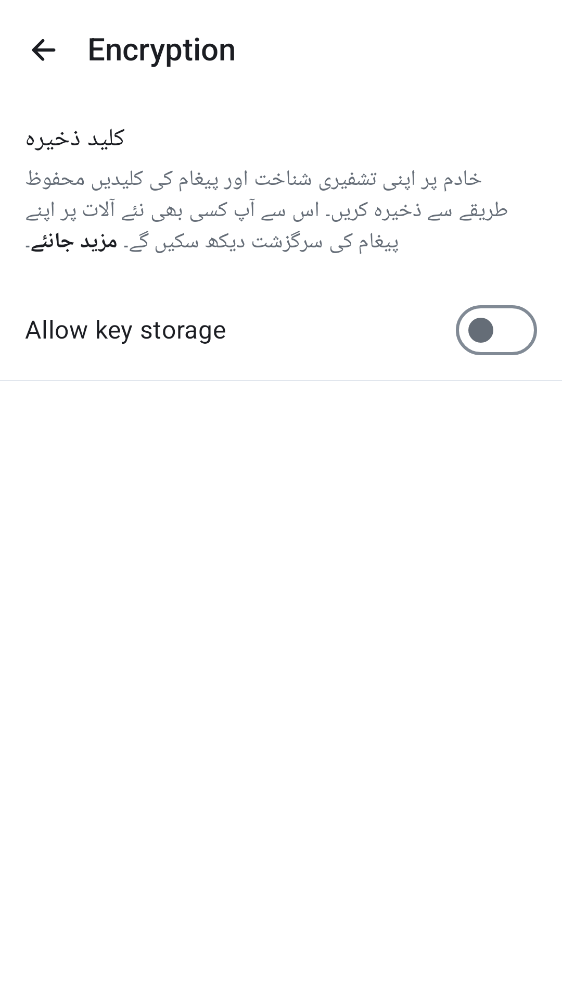 Encryption
کلید ذخیرہ
خادم پر اپنی تشفیری شناخت اور پیغام کی کلیدیں محفوظ
طریقے سے ذخیرہ کریں۔ اس سے آپ کسی بھی نئے آلات پر اپنے
پیغام کی سرگزشت دیکھ سکیں گے۔ مزید جانئے۔
Allow key storage